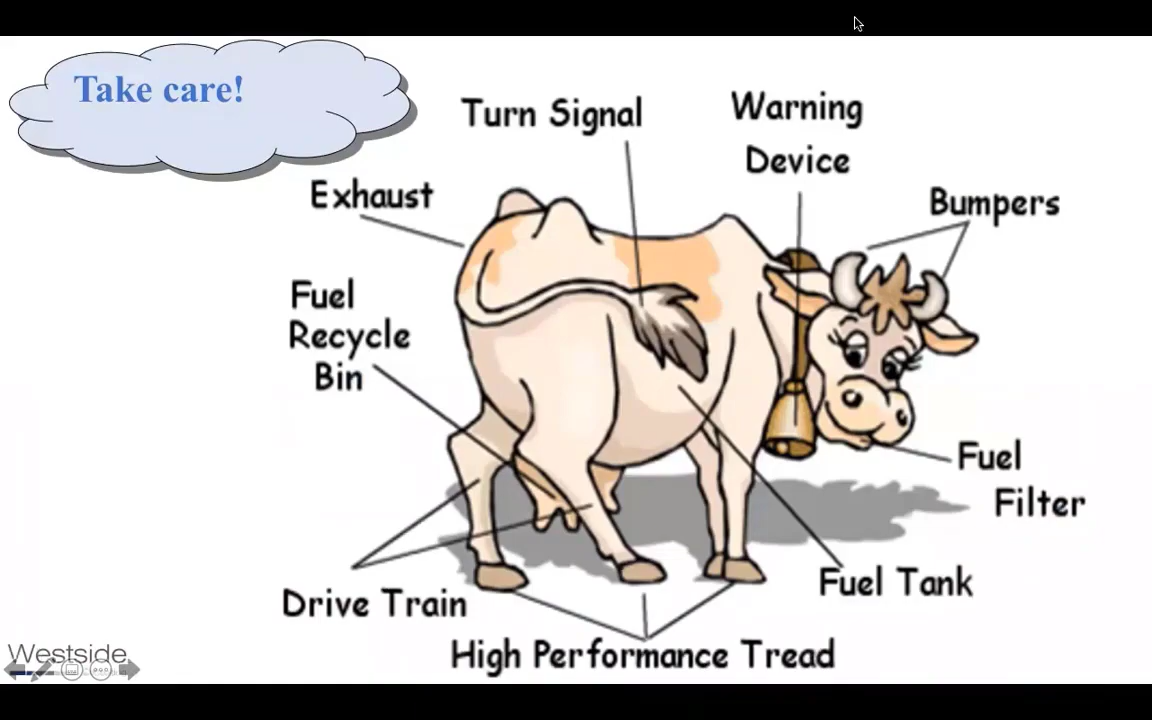 Take care!
Turn Signal
Warning
Device
Exhaust
Bumpers
Fuel
Recycle
Bin
Fuel
Filter
Fuel Tank
Drive Train
High Performance Tread
Westside